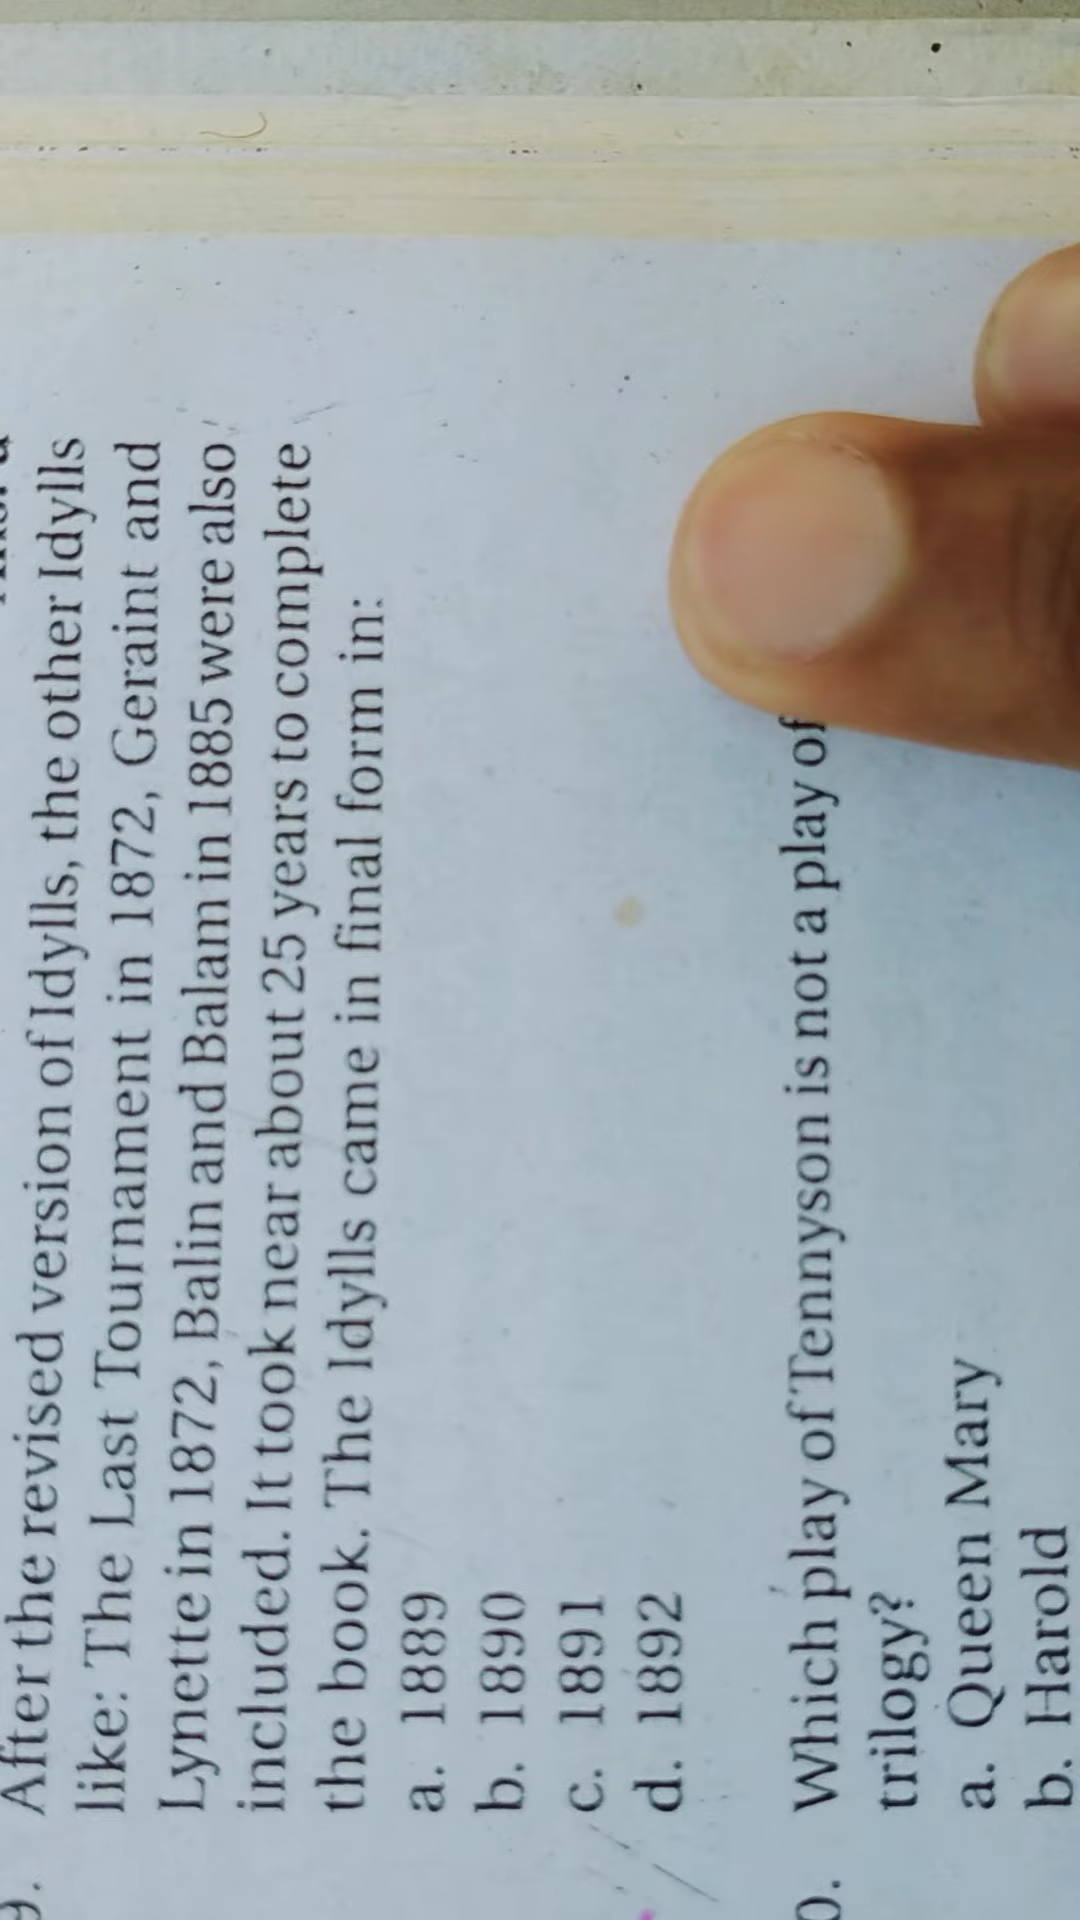 9. After the revised version of Idylls, the other Idylls
like: The Last Tournament in 1872, Geraint and
Lynette in 1872, Balin and Balam in 1885 were also
included. It took near about 25 years to complete
the book. The Idylls came in final form in:
a. 1889
b. 1890
c. 1891
d. 1892
0. Which play of Tennyson is not a play of
trilogy?
a. Queen Mary
b. Harold